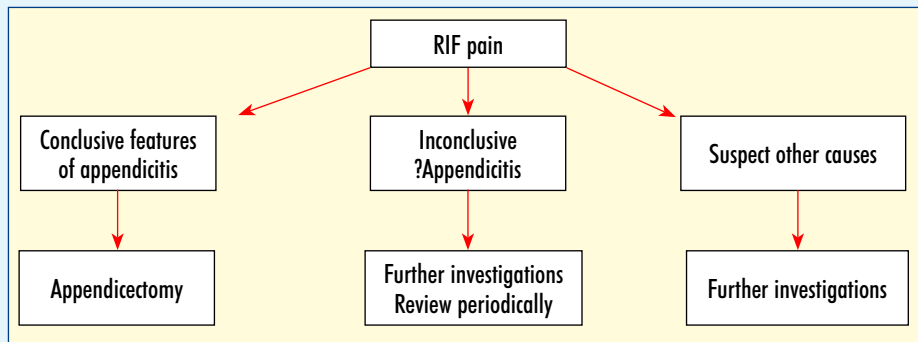 RIF pain
Conclusive features
of appendicitis
Inconclusive
?Appendicitis
Suspect other causes
Appendicectomy
Further investigations
Review periodically
Further investigations